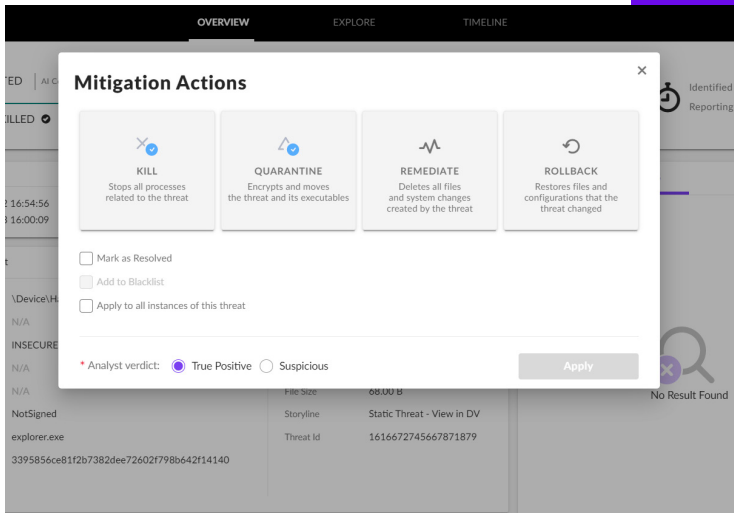 OVERVIEW EXPLORE TIMELINE
AI
Identified
Reporting
Mitigation Actions
KILL
Stops all processes
related to the threat
QUARANTINE
Encrypts and moves
the threat and its executables
REMEDIATE
Deletes all files
and system changes
created by the threat
ROLLBACK
Restores files and
configurations that the
threat changed
16:54:56
16:00:09
Mark as Resolved
Add to Blacklist
Apply to all instances of this threat
\Device\H
N/A
INSECURE
N/A
* Analyst verdict: True Positive Suspicious Apply
N/A
File Size 68.00 B
No Result Found
NotSigned
Storyline Static Threat - View in DV
explorer.exe
Threat Id 1616672745667871879
3395856ce81f2b7382dee72602f798b642f14140